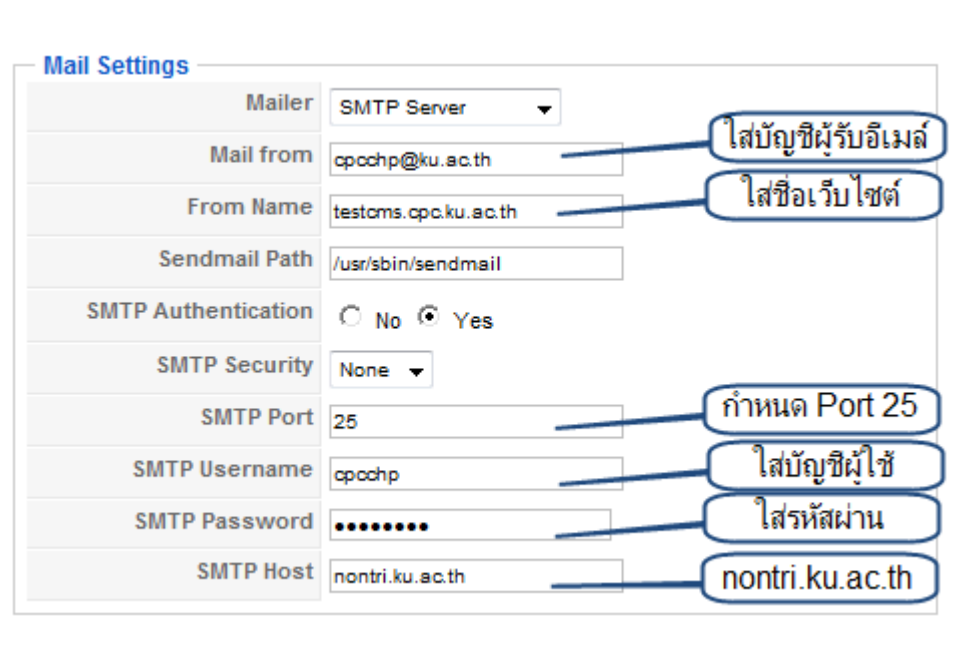 Mail Settings
Mailer SMTP Server ใส่บัญชีผู้รับอีเมล์
Mail from cpcchp@ku.ac.th
From Name testcms.cpc.ku.ac.th ใส่ชื่อเว็บไซต์
Sendmail Path /usr/sbin/sendmail
SMTP Authentication No Yes
SMTP Security None
SMTP Port 25 กำหนด Port 25
SMTP Username cpcchp ใส่บัญชีผู้ใช้
SMTP Password ●●●●●●●● ใส่รหัสผ่าน
SMTP Host nontri.ku.ac.th nontri.ku.ac.th